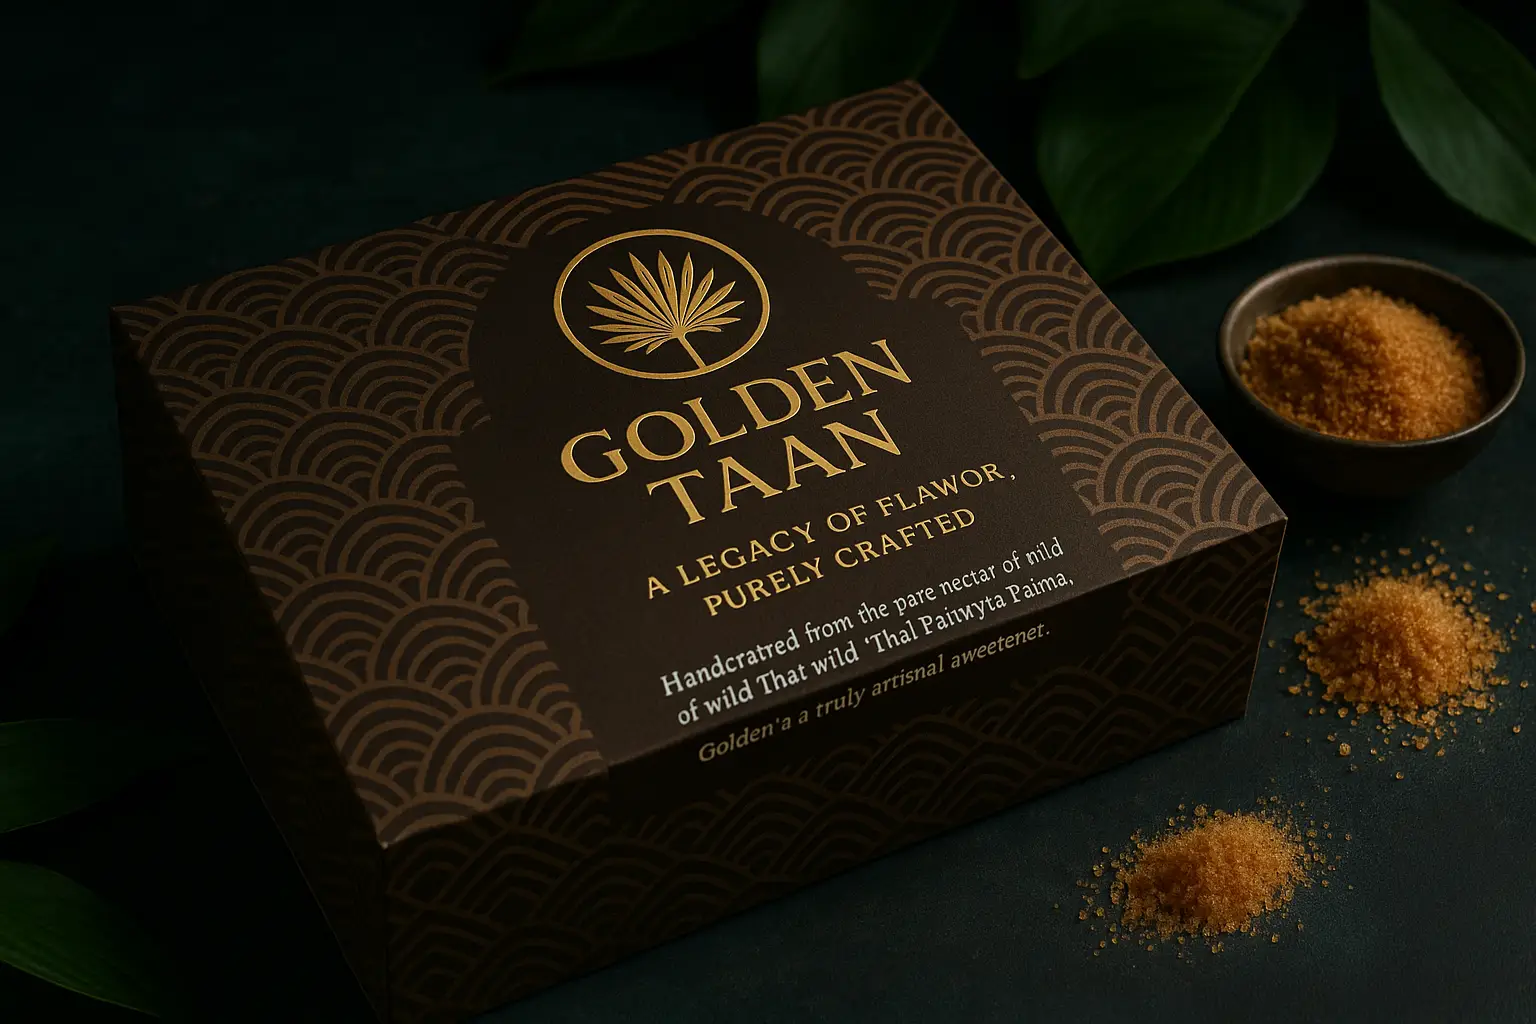 GOLDEN
TAAN
A LEGACY OF FLAWOR,
PURELY CRAFTED
Handcratred from the pare nectar of nild
of wild That wild ‘Thal Paiwyta Paima,
Golden'a a truly artisnal aweetenet.